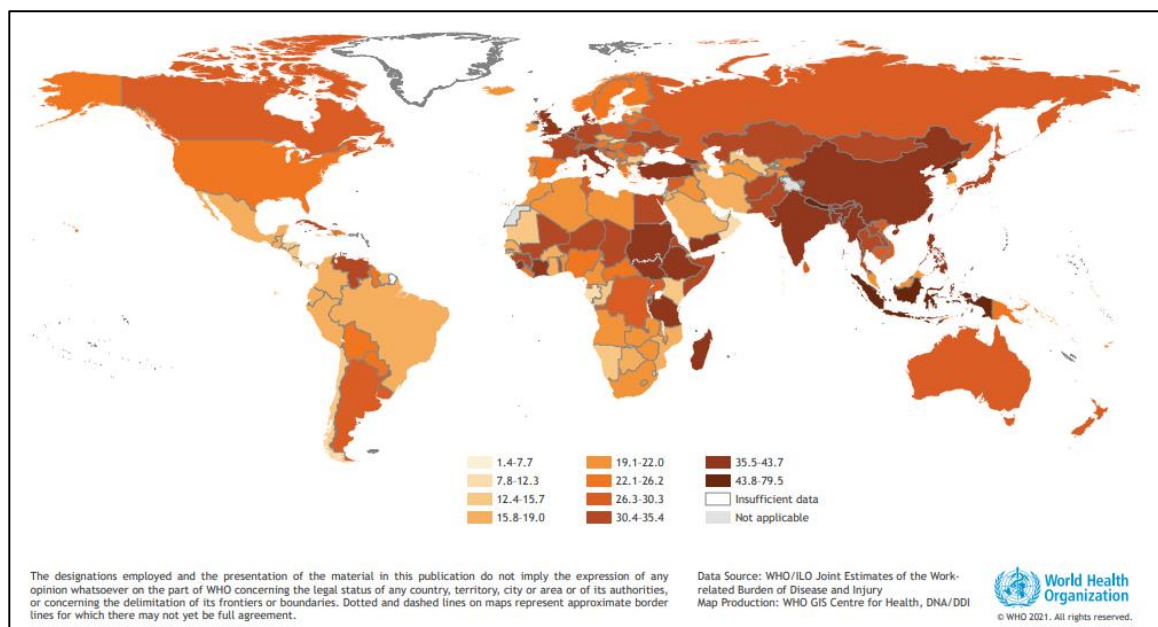 1.4-7.7
7.8-12.3
12.4-15.7
15.8-19.0
19.1-22.0
22.1-26.2
26.3-30.3
30.4-35.4
35.5-43.7
43.8-79.5
Insufficient data
Not applicable
The designations employed and the presentation of the material in this publication do not imply the expression of any
opinion whatsoever on the part of WHO concerning the legal status of any country, territory, city or area or of its authorities,
or concerning the delimitation of its frontiers or boundaries. Dotted and dashed lines on maps represent approximate border
lines for which there may not yet be full agreement.
Data Source: WHO/ILO Joint Estimates of the Work-
related Burden of Disease and Injury
Map Production: WHO GIS Centre for Health, DNA/DDI
World Health
Organization
© WHO 2021. All rights reserved.